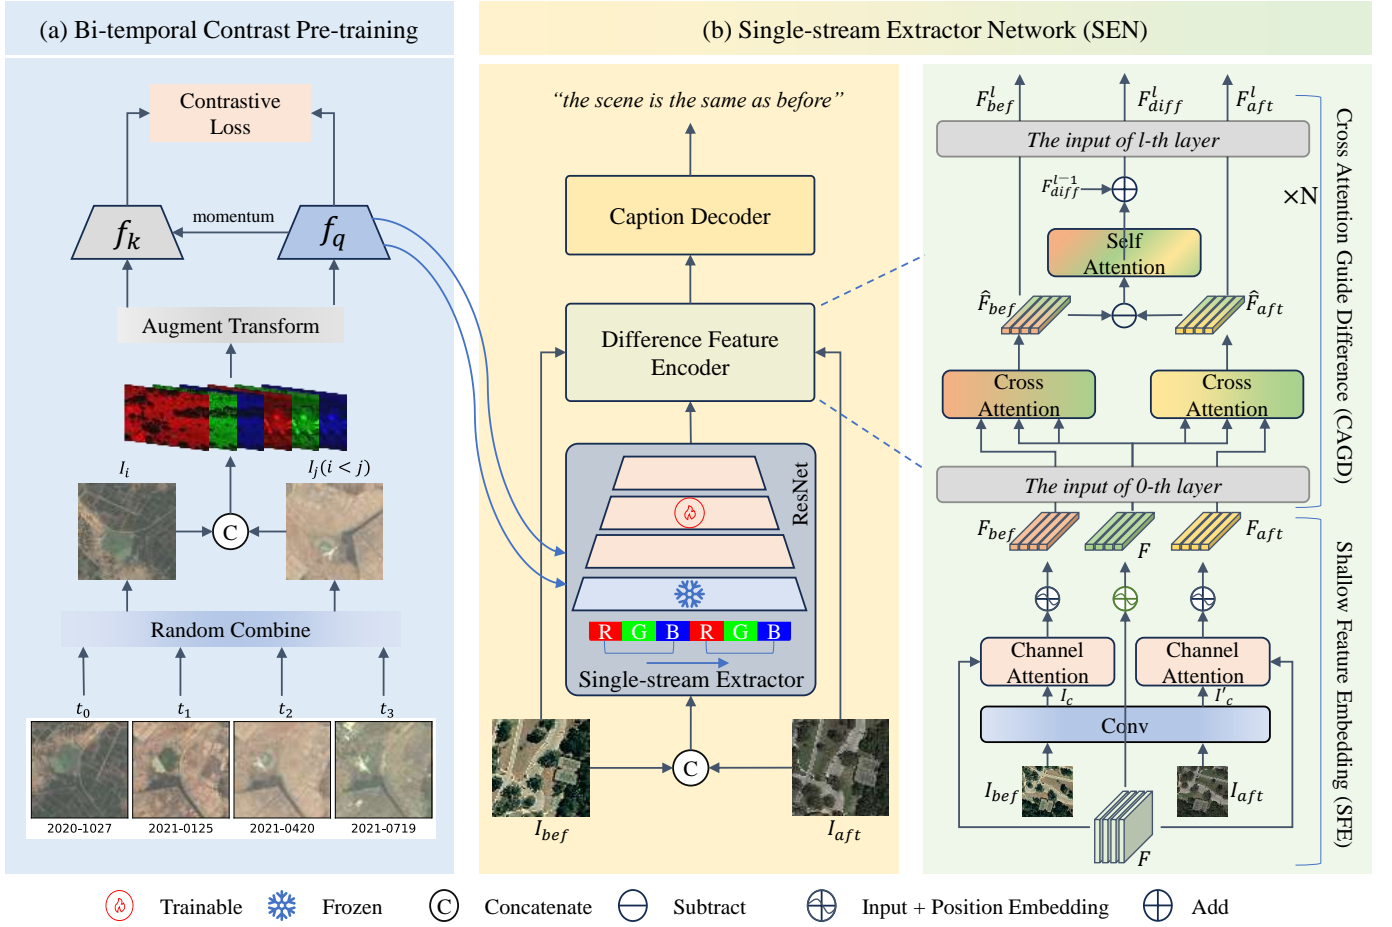 (a) Bi-temporal Contrast Pre-training
Contrastive
Loss
f_k
momentum
f_q
Augment Transform
I_i
I_j(i < j)
C
Random Combine
t_0
t_1
t_2
t_3
2020-1027
2021-0125
2021-0420
2021-0719
(b) Single-stream Extractor Network (SEN)
“the scene is the same as before”
Caption Decoder
Difference Feature
Encoder
ResNet
R G B R G B
Single-stream Extractor
C
I_bef
I_aft
F^l_bef
F^l_diff
F^l_aft
The input of l-th layer
F^{l−1}_diff
×N
Self
Attention
F̂_bef
F̂_aft
Cross
Attention
Cross
Attention
The input of 0-th layer
Cross Attention Guide Difference (CAGD)
F_bef
F
F_aft
Channel
Attention
Channel
Attention
I_c
I'_c
Conv
I_bef
I_aft
F
Shallow Feature Embedding (SFE)
Trainable
Frozen
C Concatenate
Subtract
Input + Position Embedding
Add